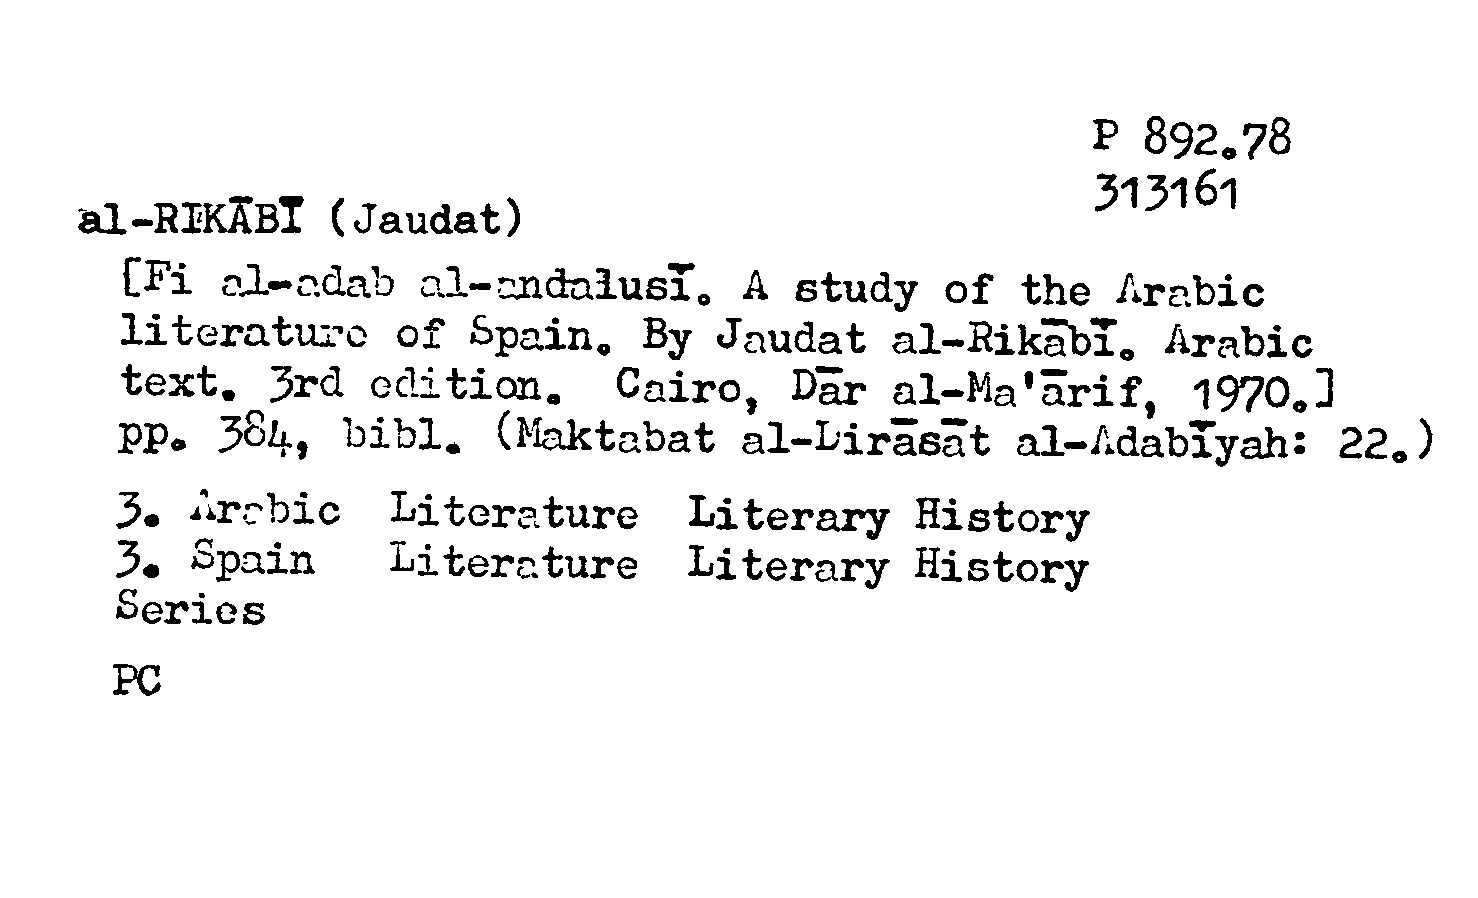 P 892.78
313161
al-RIKĀBĪ (Jaudat)
[Fi al-adab al-andalusī. A study of the Arabic
literature of Spain. By Jaudat al-Rikābī. Arabic
text. 3rd edition. Cairo, Dār al-Ma'ārif, 1970.]
pp. 384, bibl. (Maktabat al-Dirāsāt al-Adabīyah: 22.)
3. Arabic Literature Literary History
3. Spain Literature Literary History
Series
PC